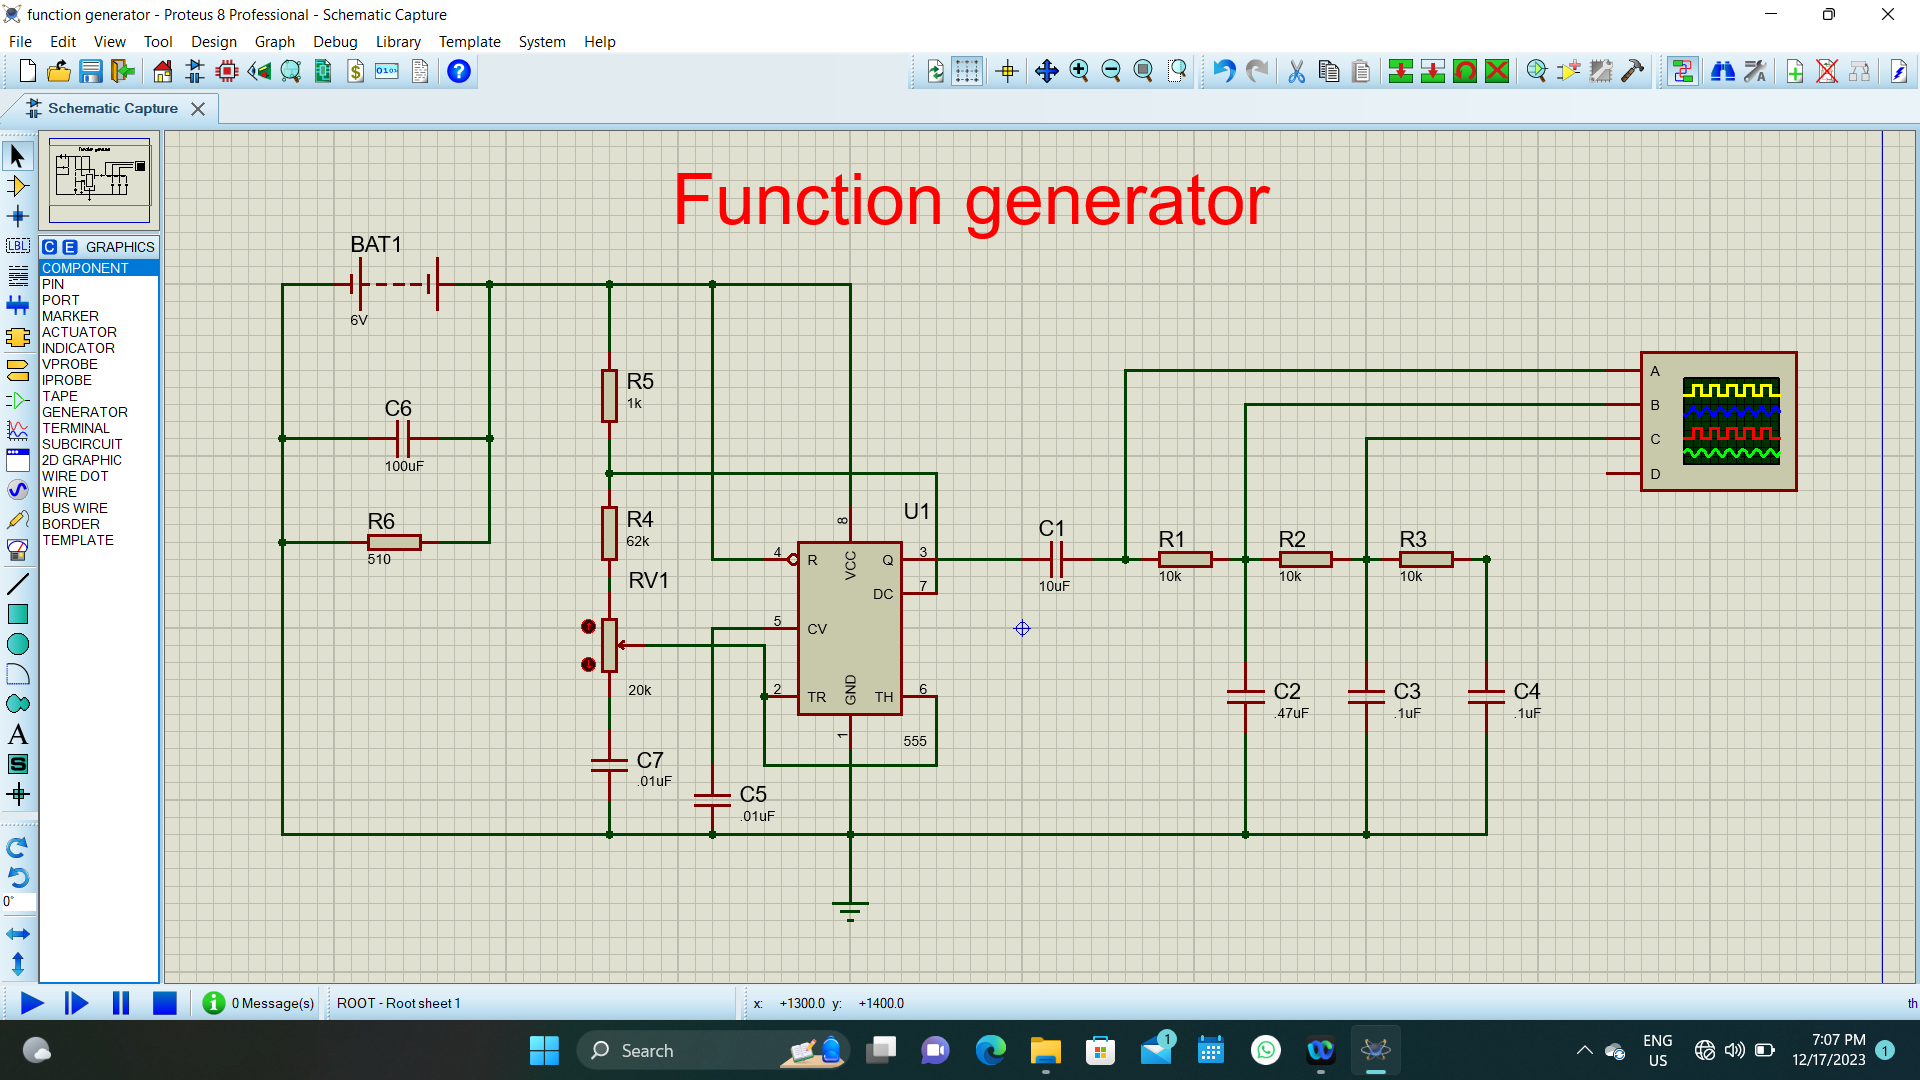 function generator - Proteus 8 Professional - Schematic Capture
File Edit View Tool Design Graph Debug Library Template System Help
Schematic Capture
Function generator
LBL
C E GRAPHICS
COMPONENT
PIN
PORT
MARKER
ACTUATOR
INDICATOR
VPROBE
IPROBE
TAPE
GENERATOR
TERMINAL
SUBCIRCUIT
2D GRAPHIC
WIRE DOT
WIRE
BUS WIRE
BORDER
TEMPLATE
A
S
0°
BAT1
6V
C6
100uF
R6
510
R5
1k
R4
62k
RV1
20k
C7
.01uF
C5
.01uF
U1
8
VCC
4 R
Q 3
DC 7
5 CV
2 TR
GND
TH 6
1
555
C1
10uF
R1
10k
R2
10k
R3
10k
C2
.47uF
C3
.1uF
C4
.1uF
A
B
C
D
0 Message(s)
ROOT - Root sheet 1
x: +1300.0 y: +1400.0
th
Search
1
ENG
US
7:07 PM
12/17/2023
1